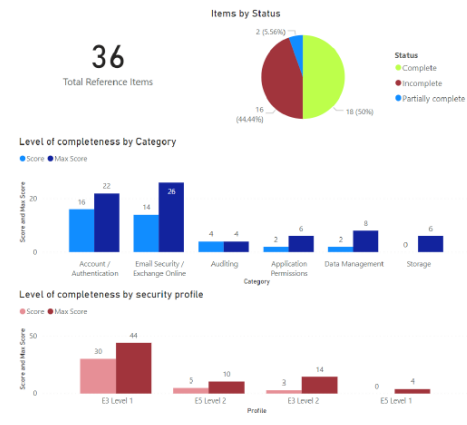 Items by Status
36
Total Reference Items
2 (5.56%)
16
(44.44%)
18 (50%)
Status
Complete
Incomplete
Partially complete
Level of completeness by Category
Score Max Score
Score and Max Score
20
0
16
22
14
26
4
4
2
6
2
8
0
6
Account /
Authentication
Email Security /
Exchange Online
Auditing
Application
Permissions
Data Management
Storage
Category
Level of completeness by security profile
Score Max Score
Score and Max Score
50
0
30
44
5
10
3
14
0
4
E3 Level 1
E5 Level 2
E3 Level 2
E5 Level 1
Profile